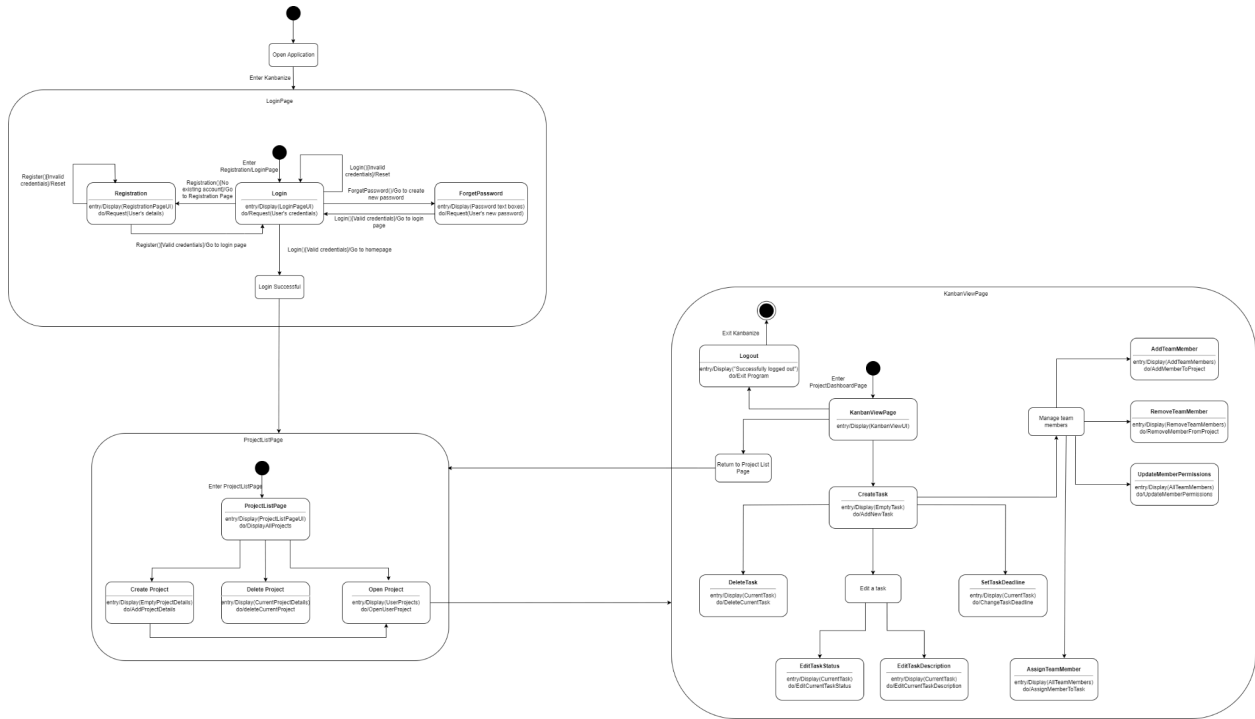 Open Application
Enter Kanbanize
LoginPage
Enter
Registration/LoginPage
Login()[Invalid
credentials]/Reset
Register()[Invalid
credentials]/Reset
Registration
entry/Display(RegistrationPageUI)
do/Request(User's details)
Registration()[No
existing account]/Go
to Registration Page
Login
entry/Display(LoginPageUI)
do/Request(User's credentials)
ForgetPassword()/Go to create
new password
Login()[Valid credentials]/Go to login
page
ForgetPassword
entry/Display(Password text boxes)
do/Request(User's new password)
Register()[Valid credentials]/Go to login page
Login()[Valid credentials]/Go to homepage
Login Successful
KanbanViewPage
Exit Kanbanize
Logout
entry/Display("Successfully logged out")
do/Exit Program
Enter
ProjectDashboardPage
KanbanViewPage
entry/Display(KanbanViewUI)
Return to Project List
Page
AddTeamMember
entry/Display(AddTeamMembers)
do/AddMemberToProject
Manage team
members
RemoveTeamMember
entry/Display(RemoveTeamMembers)
do/RemoveMemberFromProject
UpdateMemberPermissions
entry/Display(AllTeamMembers)
do/UpdateMemberPermissions
CreateTask
entry/Display(EmptyTask)
do/AddNewTask
DeleteTask
entry/Display(CurrentTask)
do/DeleteCurrentTask
Edit a task
SetTaskDeadline
entry/Display(CurrentTask)
do/ChangeTaskDeadline
EditTaskStatus
entry/Display(CurrentTask)
do/EditCurrentTaskStatus
EditTaskDescription
entry/Display(CurrentTask)
do/EditCurrentTaskDescription
AssignTeamMember
entry/Display(AllTeamMembers)
do/AssignMemberToTask
ProjectListPage
Enter ProjectListPage
ProjectListPage
entry/Display(ProjectListPageUI)
do/DisplayAllProjects
Create Project
entry/Display(EmptyProjectDetails)
do/AddProjectDetails
Delete Project
entry/Display(CurrentProjectDetails)
do/deleteCurrentProject
Open Project
entry/Display(UserProjects)
do/OpenUserProject